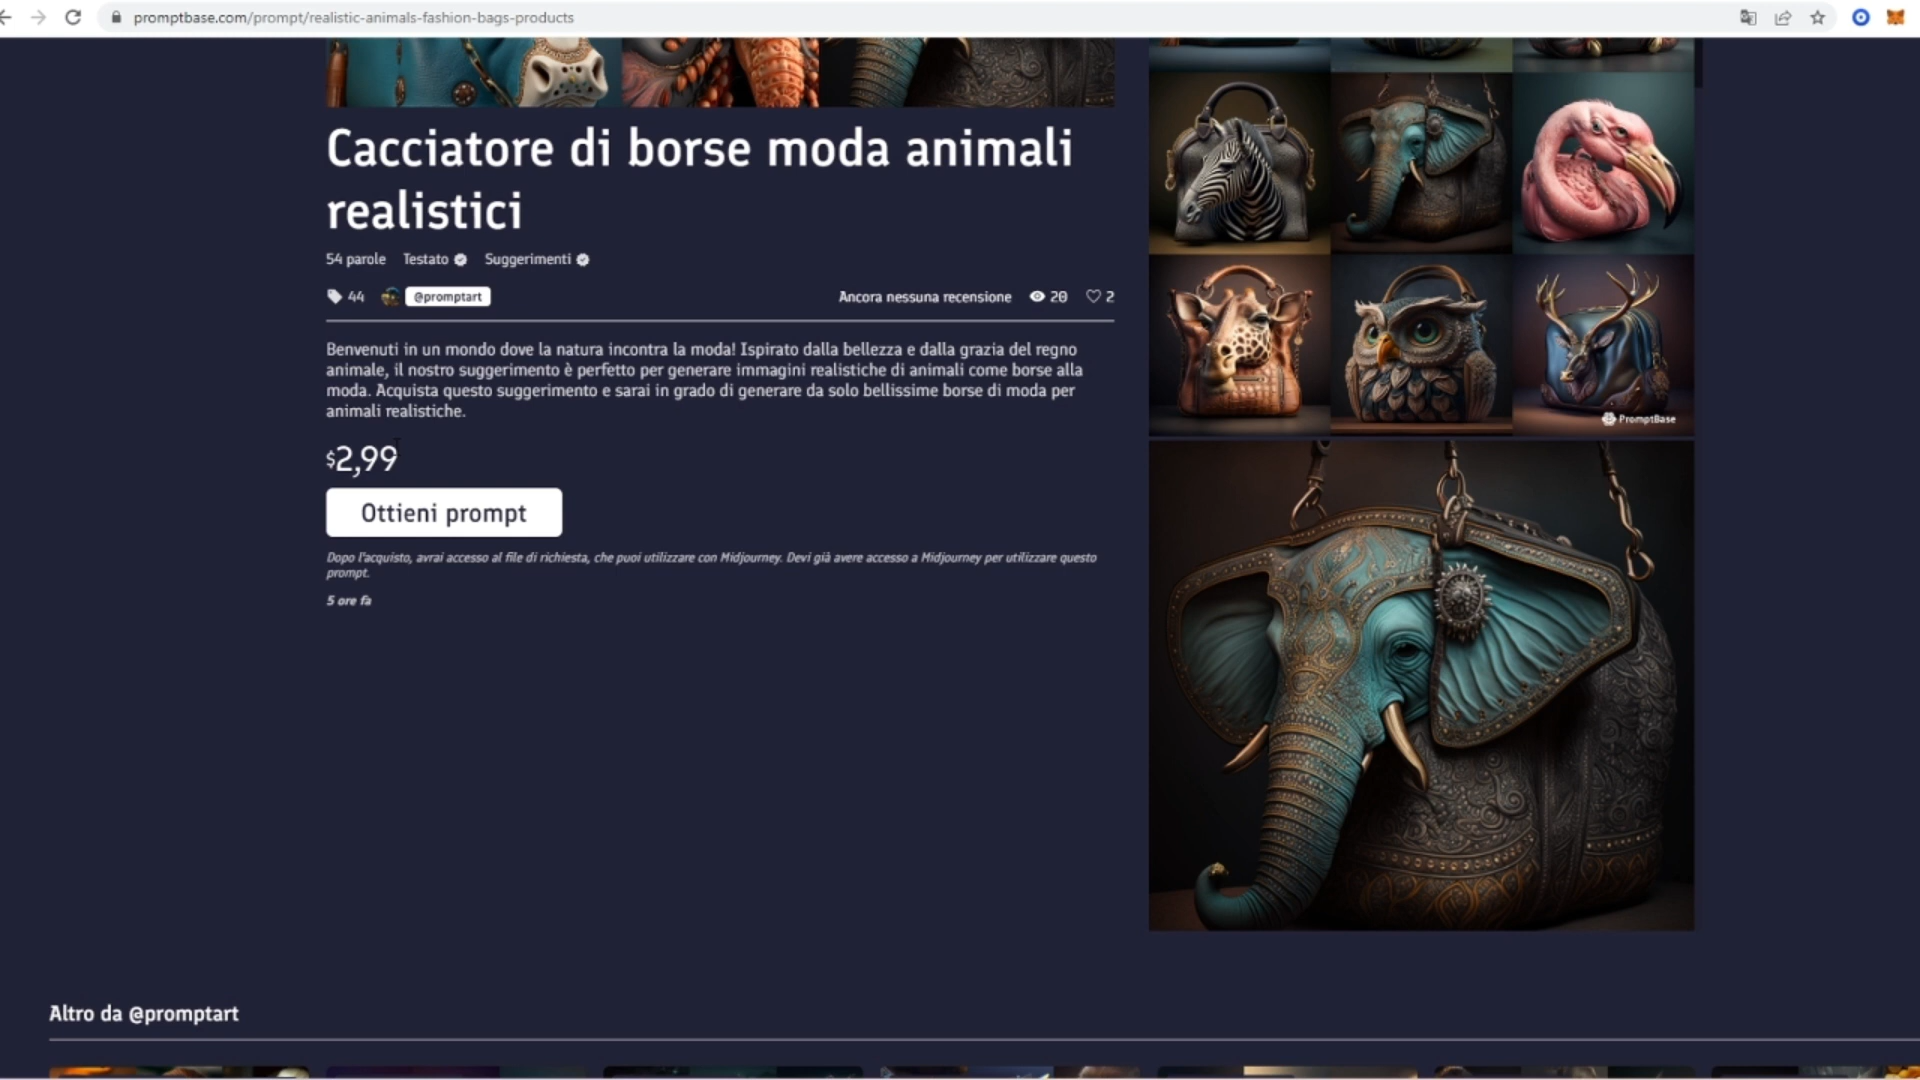 promptbase.com/prompt/realistic-animals-fashion-bags-products
Cacciatore di borse moda animali
realistici
54 parole Testato Suggerimenti
44 @promptart Ancora nessuna recensione 20 2
Benvenuti in un mondo dove la natura incontra la moda! Ispirato dalla bellezza e dalla grazia del regno
animale, il nostro suggerimento è perfetto per generare immagini realistiche di animali come borse alla
moda. Acquista questo suggerimento e sarai in grado di generare da solo bellissime borse di moda per
animali realistiche.
$2,99
Ottieni prompt
Dopo l'acquisto, avrai accesso al file di richiesta, che puoi utilizzare con Midjourney. Devi già avere accesso a Midjourney per utilizzare questo
prompt.
5 ore fa
PromptBase
Altro da @promptart